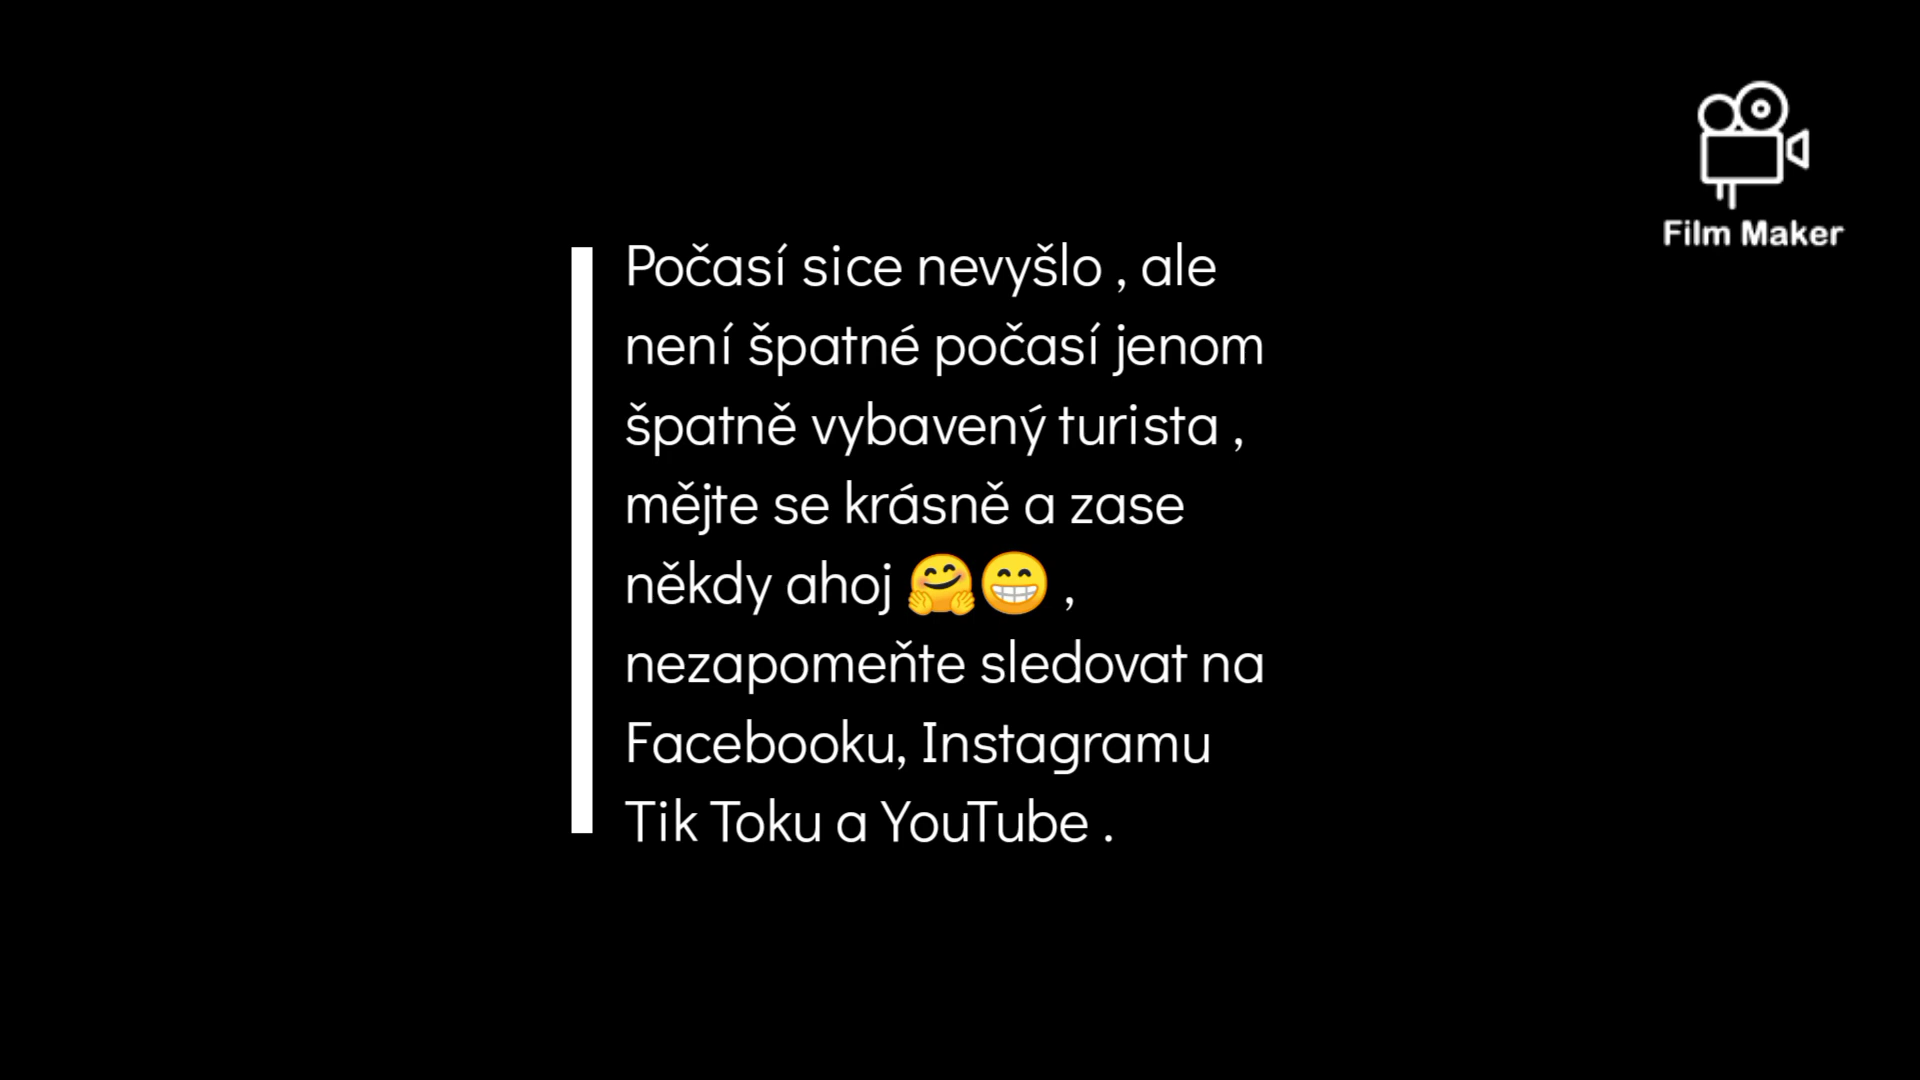 Film Maker
Počasí sice nevyšlo , ale
není špatné počasí jenom
špatně vybavený turista ,
mějte se krásně a zase
někdy ahoj 🤗😁 ,
nezapomeňte sledovat na
Facebooku, Instagramu
Tik Toku a YouTube .